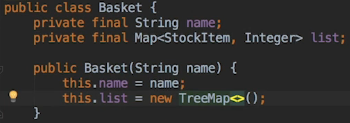 public class Basket {
private final String name;
private final Map<StockItem, Integer> list;
public Basket(String name) {
this.name = name;
this.list = new TreeMap<>();
}